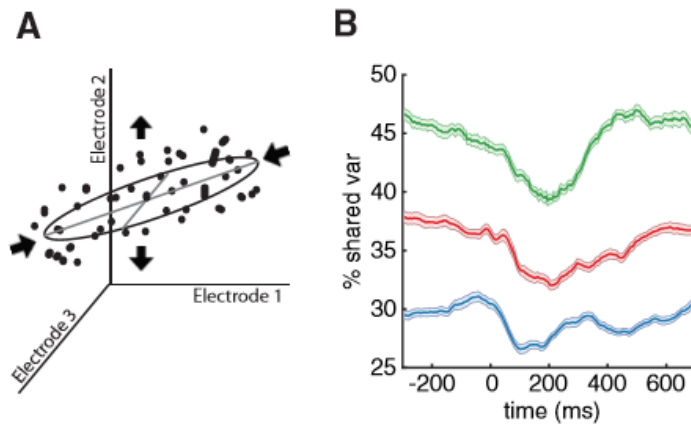 A
Electrode 2
Electrode 1
Electrode 3
B
50
45
40
35
30
25
% shared var
-200 0 200 400 600
time (ms)